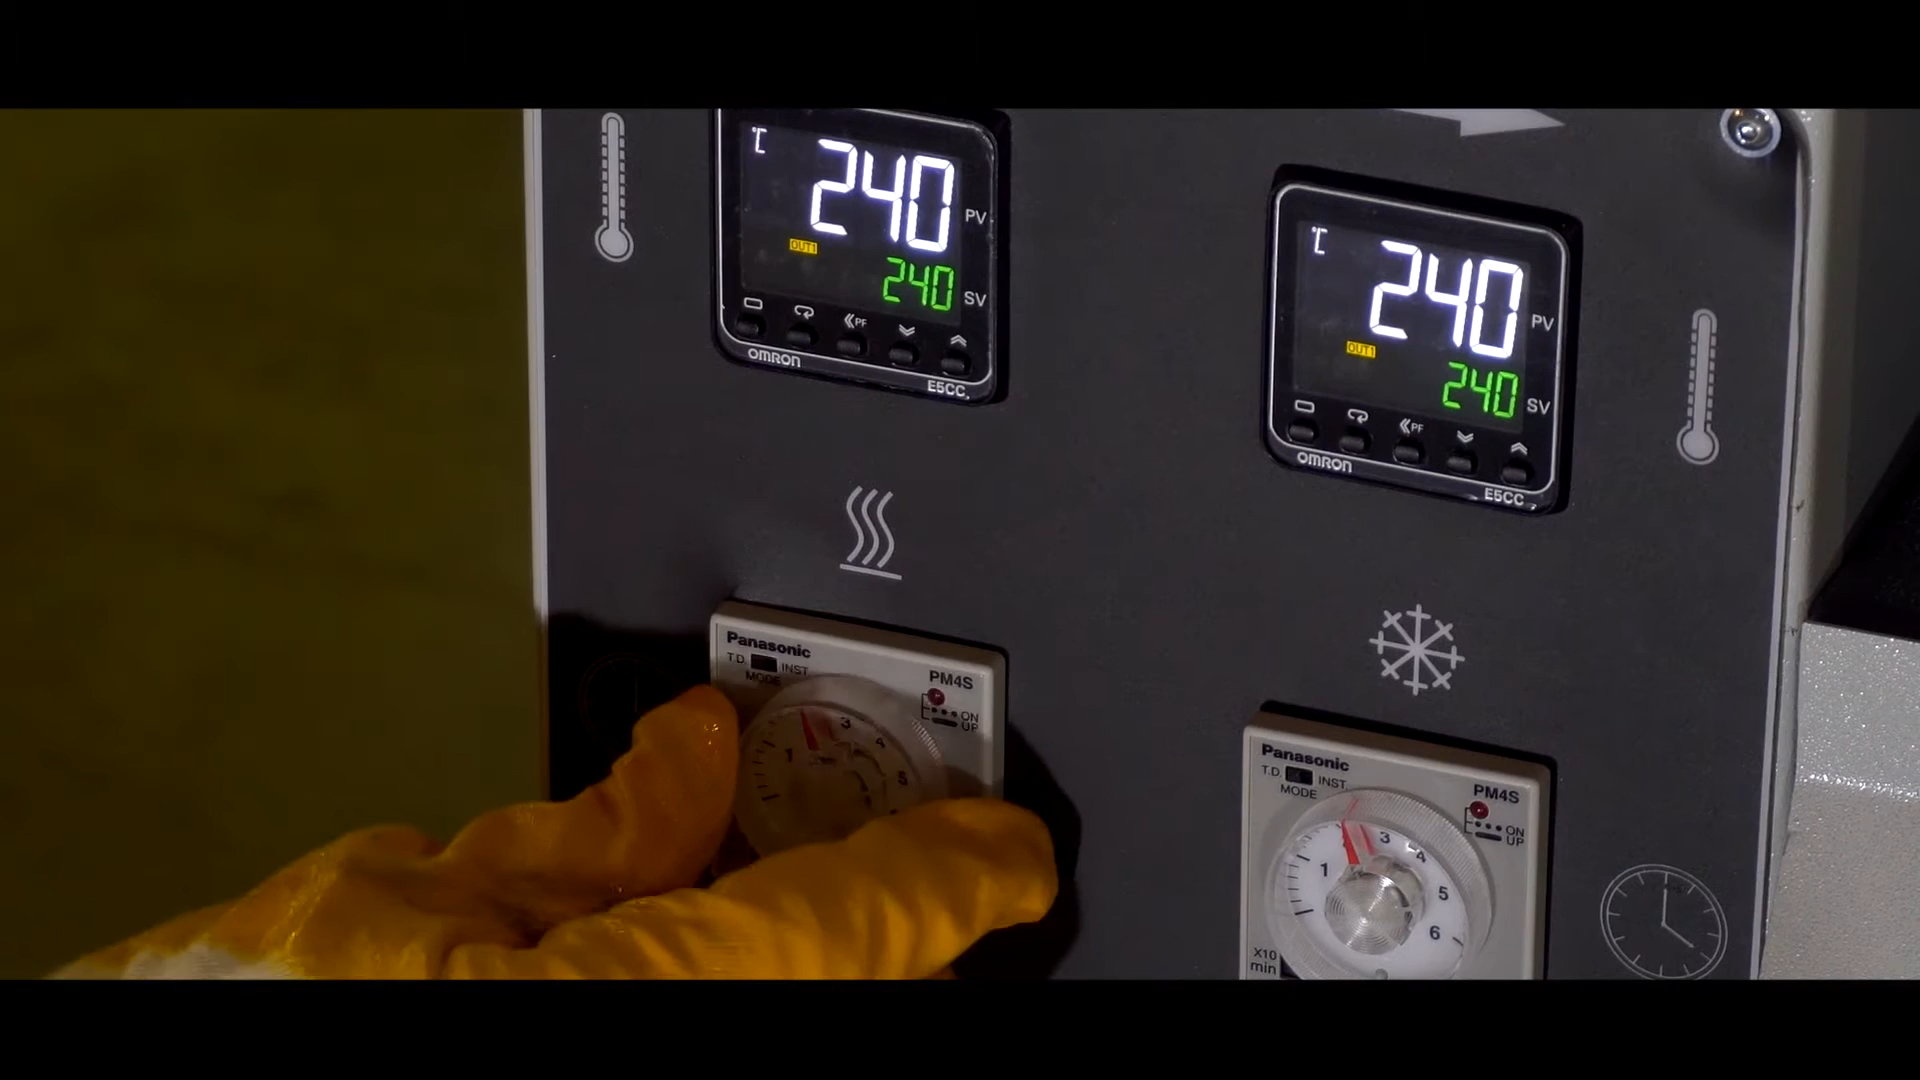 ℃
240 PV
OUT1
240 SV
PF
OMRON
E5CC
℃
240 PV
OUT1
240 SV
PF
OMRON
E5CC
Panasonic
T.D. INST
MODE
PM4S
ON
UP
1 3 4 5
Panasonic
T.D. INST
MODE
PM4S
ON
UP
1 3 4 5 6
X10
min